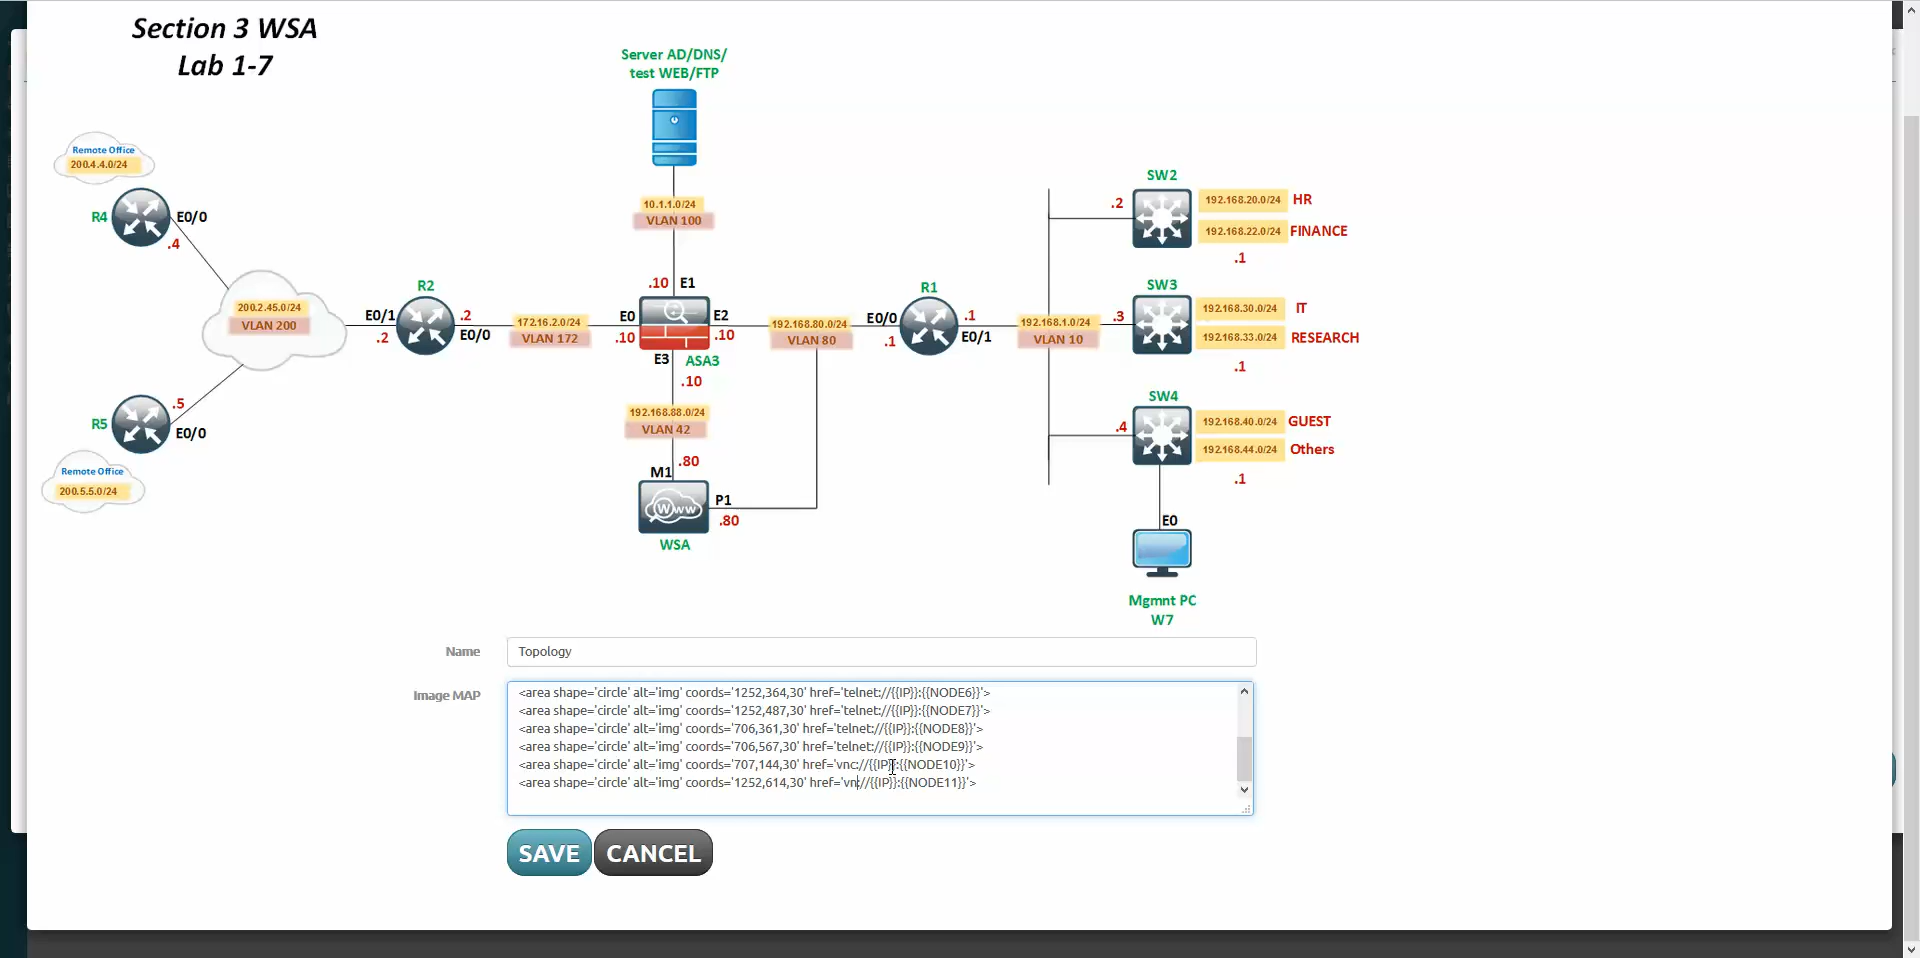 Section 3 WSA
Lab 1-7
Server AD/DNS/
test WEB/FTP
Remote Office
200.4.4.0/24
R4
E0/0
.4
10.1.1.0/24
VLAN 100
.10 E1
200.2.45.0/24
VLAN 200
E0/1
.2
R2
.2
E0/0
172.16.2.0/24
VLAN 172
E0
.10
E2
.10
E3
ASA3
.10
192.168.80.0/24
VLAN 80
E0/0
.1
R1
.1
E0/1
192.168.1.0/24
VLAN 10
SW2
.2
192.168.20.0/24 HR
192.168.22.0/24 FINANCE
.1
SW3
.3
192.168.30.0/24 IT
192.168.33.0/24 RESEARCH
.1
SW4
.4
192.168.40.0/24 GUEST
192.168.44.0/24 Others
.1
R5
.5
E0/0
Remote Office
200.5.5.0/24
192.168.88.0/24
VLAN 42
.80
M1
P1
.80
Www
WSA
E0
Mgmnt PC
W7
Name
Topology
Image MAP
<area shape='circle' alt='img' coords='1252,364,30' href='telnet://{{IP}}:{{NODE6}}'>
<area shape='circle' alt='img' coords='1252,487,30' href='telnet://{{IP}}:{{NODE7}}'>
<area shape='circle' alt='img' coords='706,361,30' href='telnet://{{IP}}:{{NODE8}}'>
<area shape='circle' alt='img' coords='706,567,30' href='telnet://{{IP}}:{{NODE9}}'>
<area shape='circle' alt='img' coords='707,144,30' href='vnc://{{IP}}:{{NODE10}}'>
<area shape='circle' alt='img' coords='1252,614,30' href='vn://{{IP}}:{{NODE11}}'>
SAVE
CANCEL